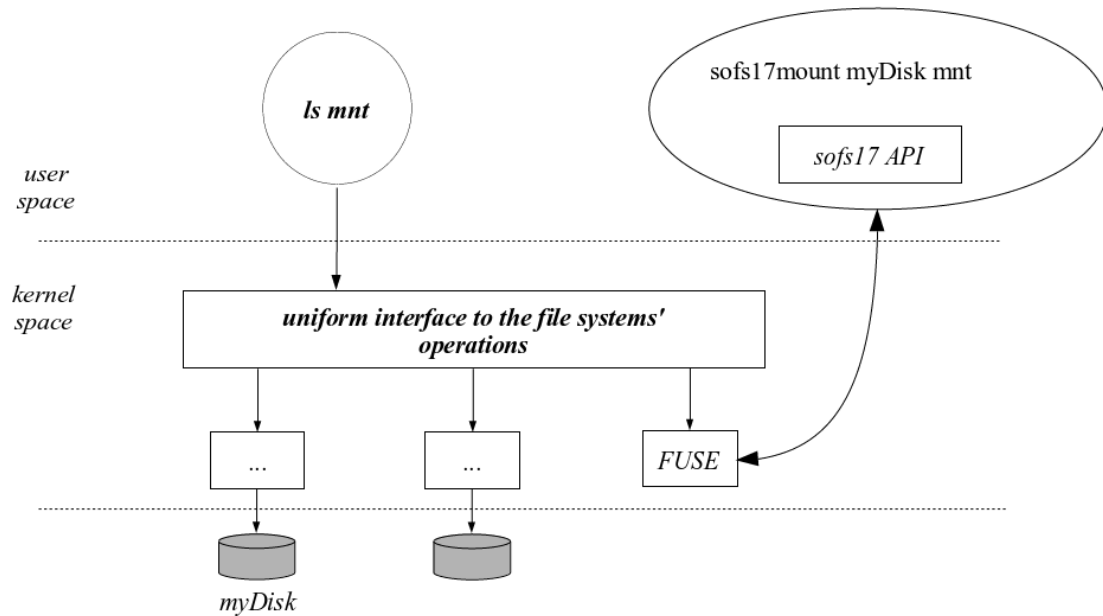 sofs17mount myDisk mnt
ls mnt
sofs17 API
user
space
kernel
space
uniform interface to the file systems'
operations
...
...
FUSE
myDisk